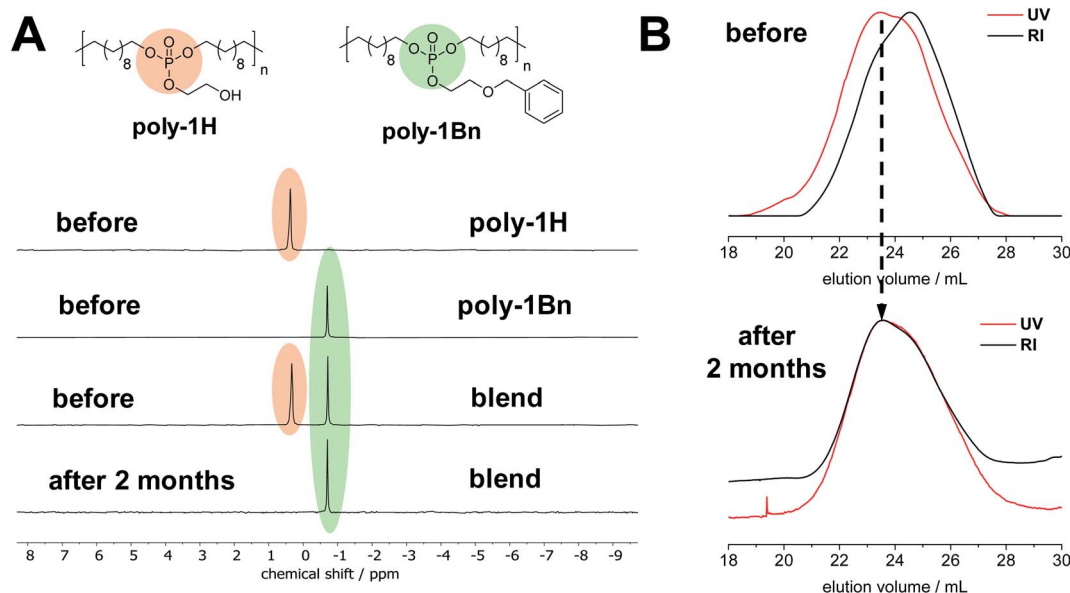 A
O
O
P
O
O
8
8
n
O
OH
poly-1H
O
O
P
O
O
8
8
n
O
poly-1Bn
before
poly-1H
before
poly-1Bn
before
blend
after 2 months
blend
8 7 6 5 4 3 2 1 0 -1 -2 -3 -4 -5 -6 -7 -8 -9
chemical shift / ppm
B
before
UV
RI
18 20 22 24 26 28 30
elution volume / mL
after
2 months
UV
RI
18 20 22 24 26 28 30
elution volume / mL